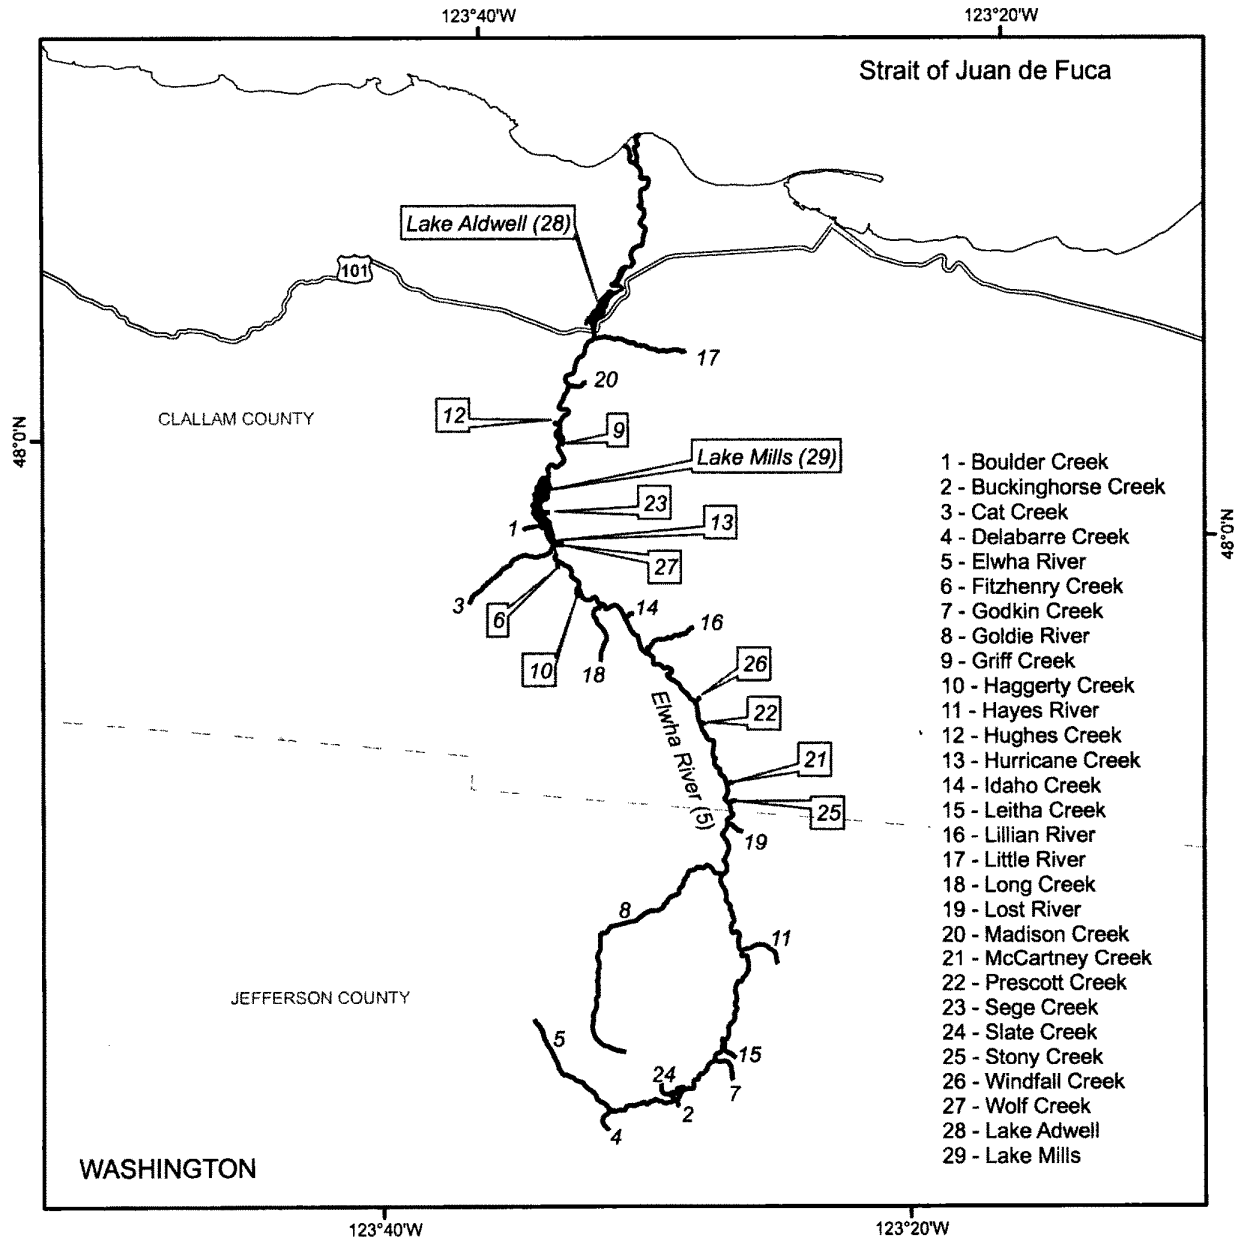 123°40'W
123°20'W
Strait of Juan de Fuca
Lake Aldwell (28)
101
17
20
CLALLAM COUNTY
12
9
48°0'N
Lake Mills (29)
23
1
13
48°0'N
27
3
6
14
16
10
18
26
Elwha River (5)
22
21
25
19
8
11
JEFFERSON COUNTY
5
15
24
7
2
4
1 - Boulder Creek
2 - Buckinghorse Creek
3 - Cat Creek
4 - Delabarre Creek
5 - Elwha River
6 - Fitzhenry Creek
7 - Godkin Creek
8 - Goldie River
9 - Griff Creek
10 - Haggerty Creek
11 - Hayes River
12 - Hughes Creek
13 - Hurricane Creek
14 - Idaho Creek
15 - Leitha Creek
16 - Lillian River
17 - Little River
18 - Long Creek
19 - Lost River
20 - Madison Creek
21 - McCartney Creek
22 - Prescott Creek
23 - Sege Creek
24 - Slate Creek
25 - Stony Creek
26 - Windfall Creek
27 - Wolf Creek
28 - Lake Adwell
29 - Lake Mills
WASHINGTON
123°40'W
123°20'W